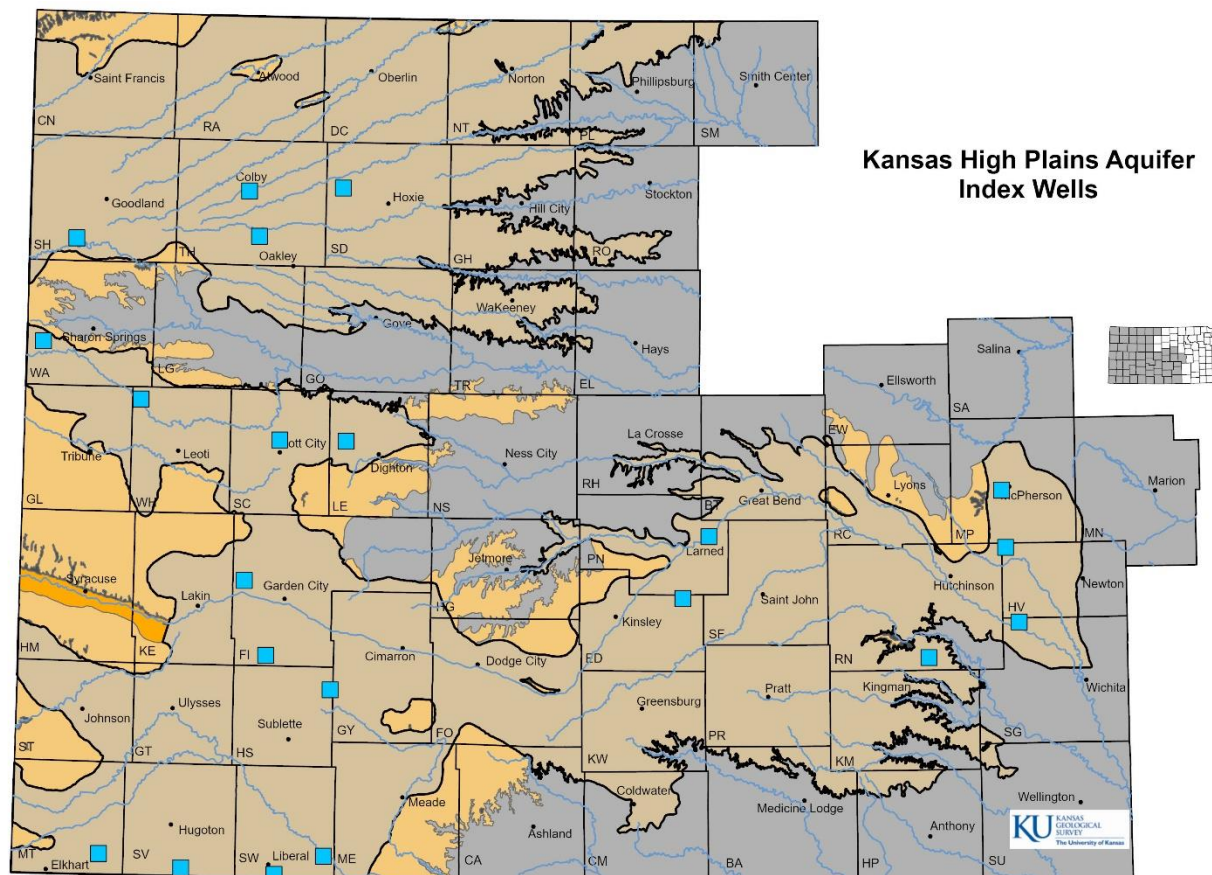 Kansas High Plains Aquifer
Index Wells
Saint Francis
Atwood
Oberlin
Norton
Phillipsburg
Smith Center
CN
RA
DC
NT
PL
SM
Goodland
Colby
Hoxie
Hill City
Stockton
SH
TH
Oakley
SD
GH
RO
Sharon Springs
Gove
WaKeeney
Hays
WA
LG
GO
TR
EL
Salina
Ellsworth
SA
EW
Tribune
Leoti
ott City
Dighton
Ness City
La Crosse
Great Bend
Lyons
cPherson
Marion
GL
WH
SC
LE
NS
RH
BT
RC
MP
MN
Syracuse
Lakin
Garden City
Jetmore
PN
Larned
Saint John
Hutchinson
Newton
HM
KE
FI
HG
Kinsley
ED
SF
RN
HV
Cimarron
Dodge City
Johnson
Ulysses
Sublette
Greensburg
Pratt
Kingman
Wichita
ST
GT
HS
GY
FO
KW
PR
KM
SG
Meade
Coldwater
Medicine Lodge
Wellington
Hugoton
Ashland
Anthony
MT
Elkhart
SV
SW
Liberal
ME
CA
CM
BA
HP
SU
KU
KANSAS
GEOLOGICAL
SURVEY
The University of Kansas